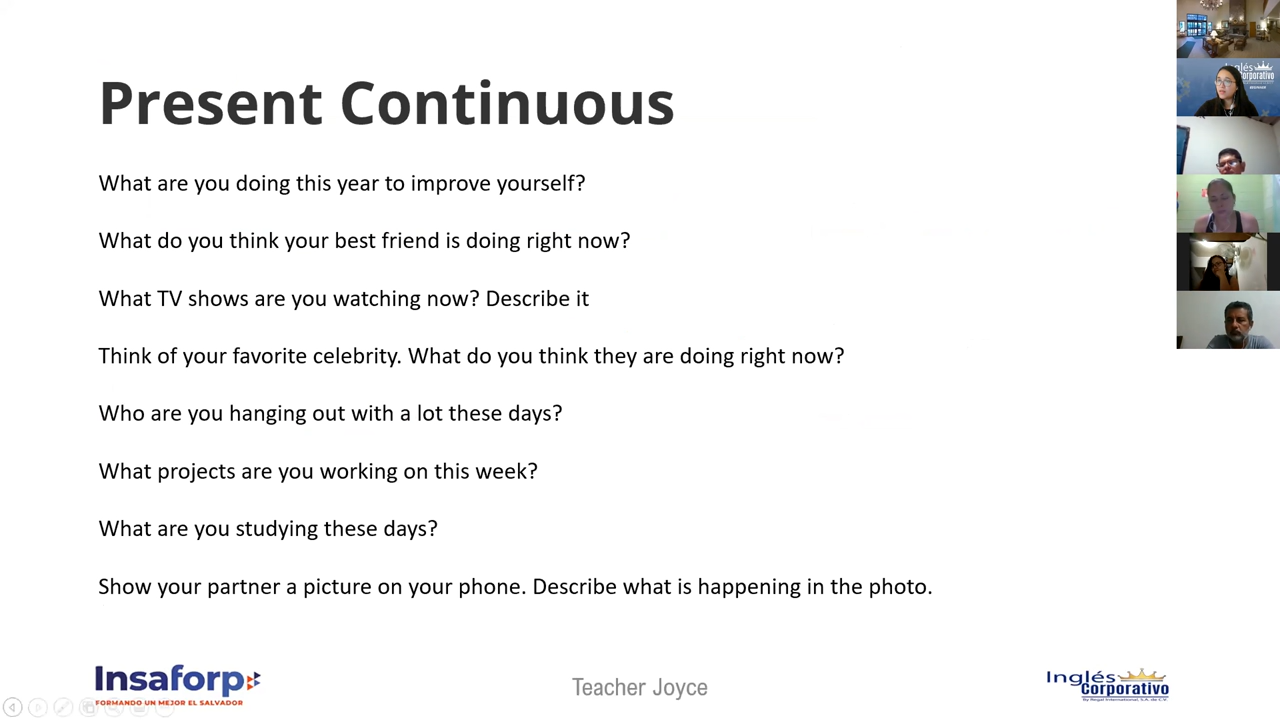 Present Continuous
What are you doing this year to improve yourself?
What do you think your best friend is doing right now?
What TV shows are you watching now? Describe it
Think of your favorite celebrity. What do you think they are doing right now?
Who are you hanging out with a lot these days?
What projects are you working on this week?
What are you studying these days?
Show your partner a picture on your phone. Describe what is happening in the photo.
Insaforp
FORMANDO UN MEJOR EL SALVADOR
Teacher Joyce
Inglés
Corporativo
By Regal International, S.A. de C.V.